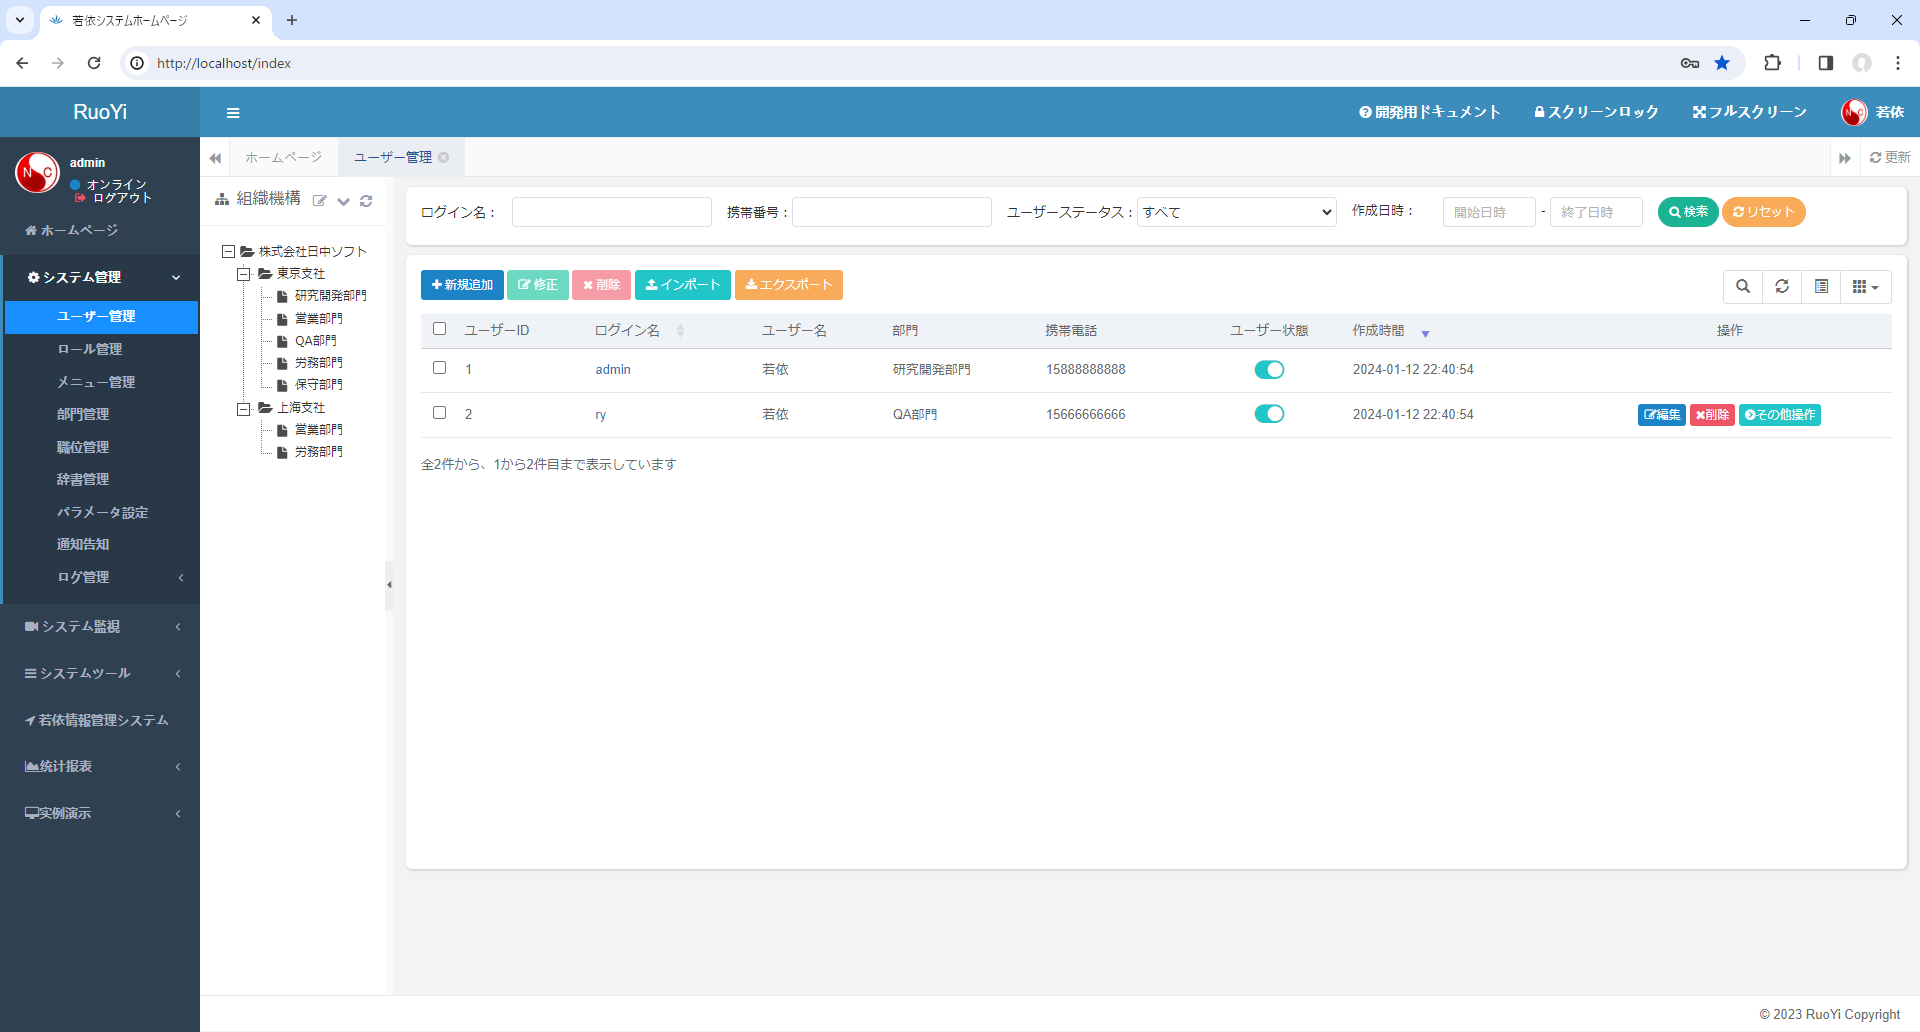 若依システムホームページ
http://localhost/index
RuoYi
開発用ドキュメント
スクリーンロック
フルスクリーン
若依
N C
admin
オンライン
ログアウト
ホームページ
ユーザー管理
更新
ホームページ
システム管理
ユーザー管理
ロール管理
メニュー管理
部門管理
職位管理
辞書管理
パラメータ設定
通知告知
ログ管理
システム監視
システムツール
若依情報管理システム
统计报表
实例演示
組織機構
株式会社日中ソフト
東京支社
研究開発部門
営業部門
QA部門
労務部門
保守部門
上海支社
営業部門
労務部門
ログイン名: 携帯番号: ユーザーステータス: すべて 作成日時: 開始日時 - 終了日時 検索 リセット
新規追加 修正 削除 インポート エクスポート
ユーザーID ログイン名 ユーザー名 部門 携帯電話 ユーザー状態 作成時間 操作
1 admin 若依 研究開発部門 15888888888 2024-01-12 22:40:54
2 ry 若依 QA部門 15666666666 2024-01-12 22:40:54 編集 削除 その他操作
全2件から、1から2件目まで表示しています
© 2023 RuoYi Copyright